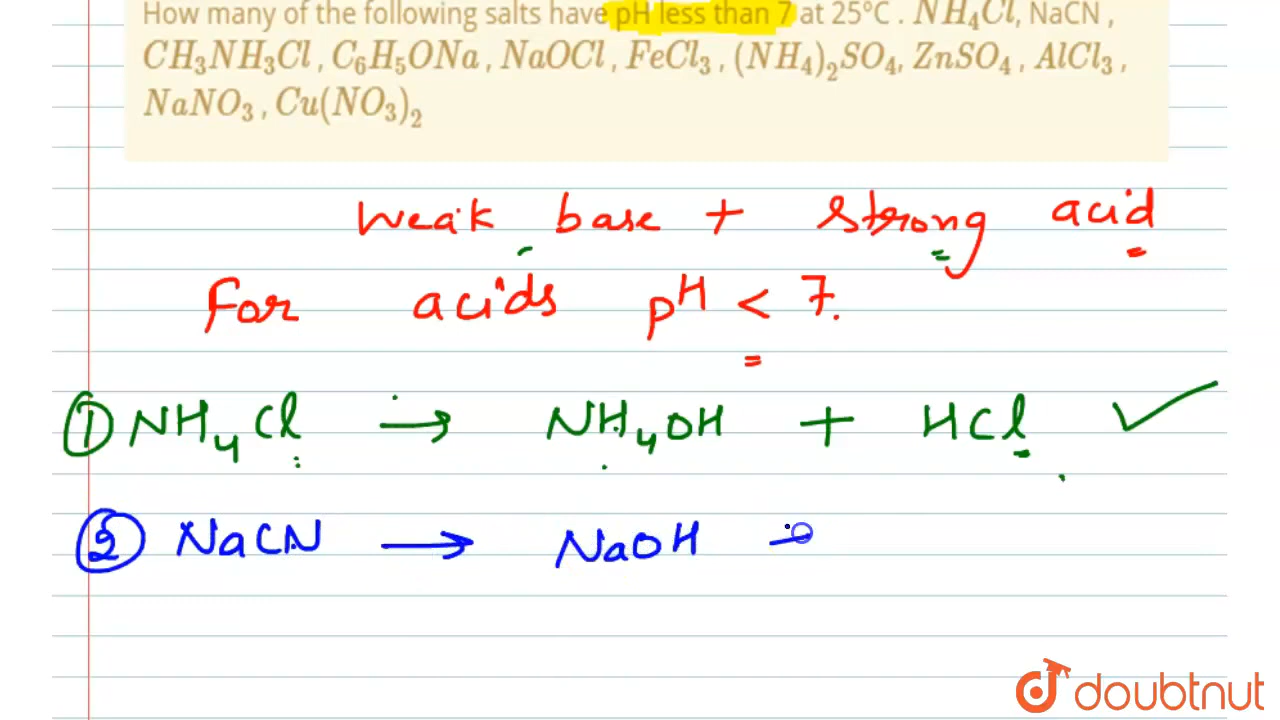 How many of the following salts have pH less than 7 at 25°C . NH₄Cl, NaCN ,
CH₃NH₃Cl , C₆H₅ONa , NaOCl , FeCl₃ , (NH₄)₂SO₄, ZnSO₄ , AlCl₃ ,
NaNO₃ , Cu(NO₃)₂
weak base + strong acid
For acids pH < 7.
① NH₄Cl → NH₄OH + HCl ✓
② NaCN → NaOH
doubtnut